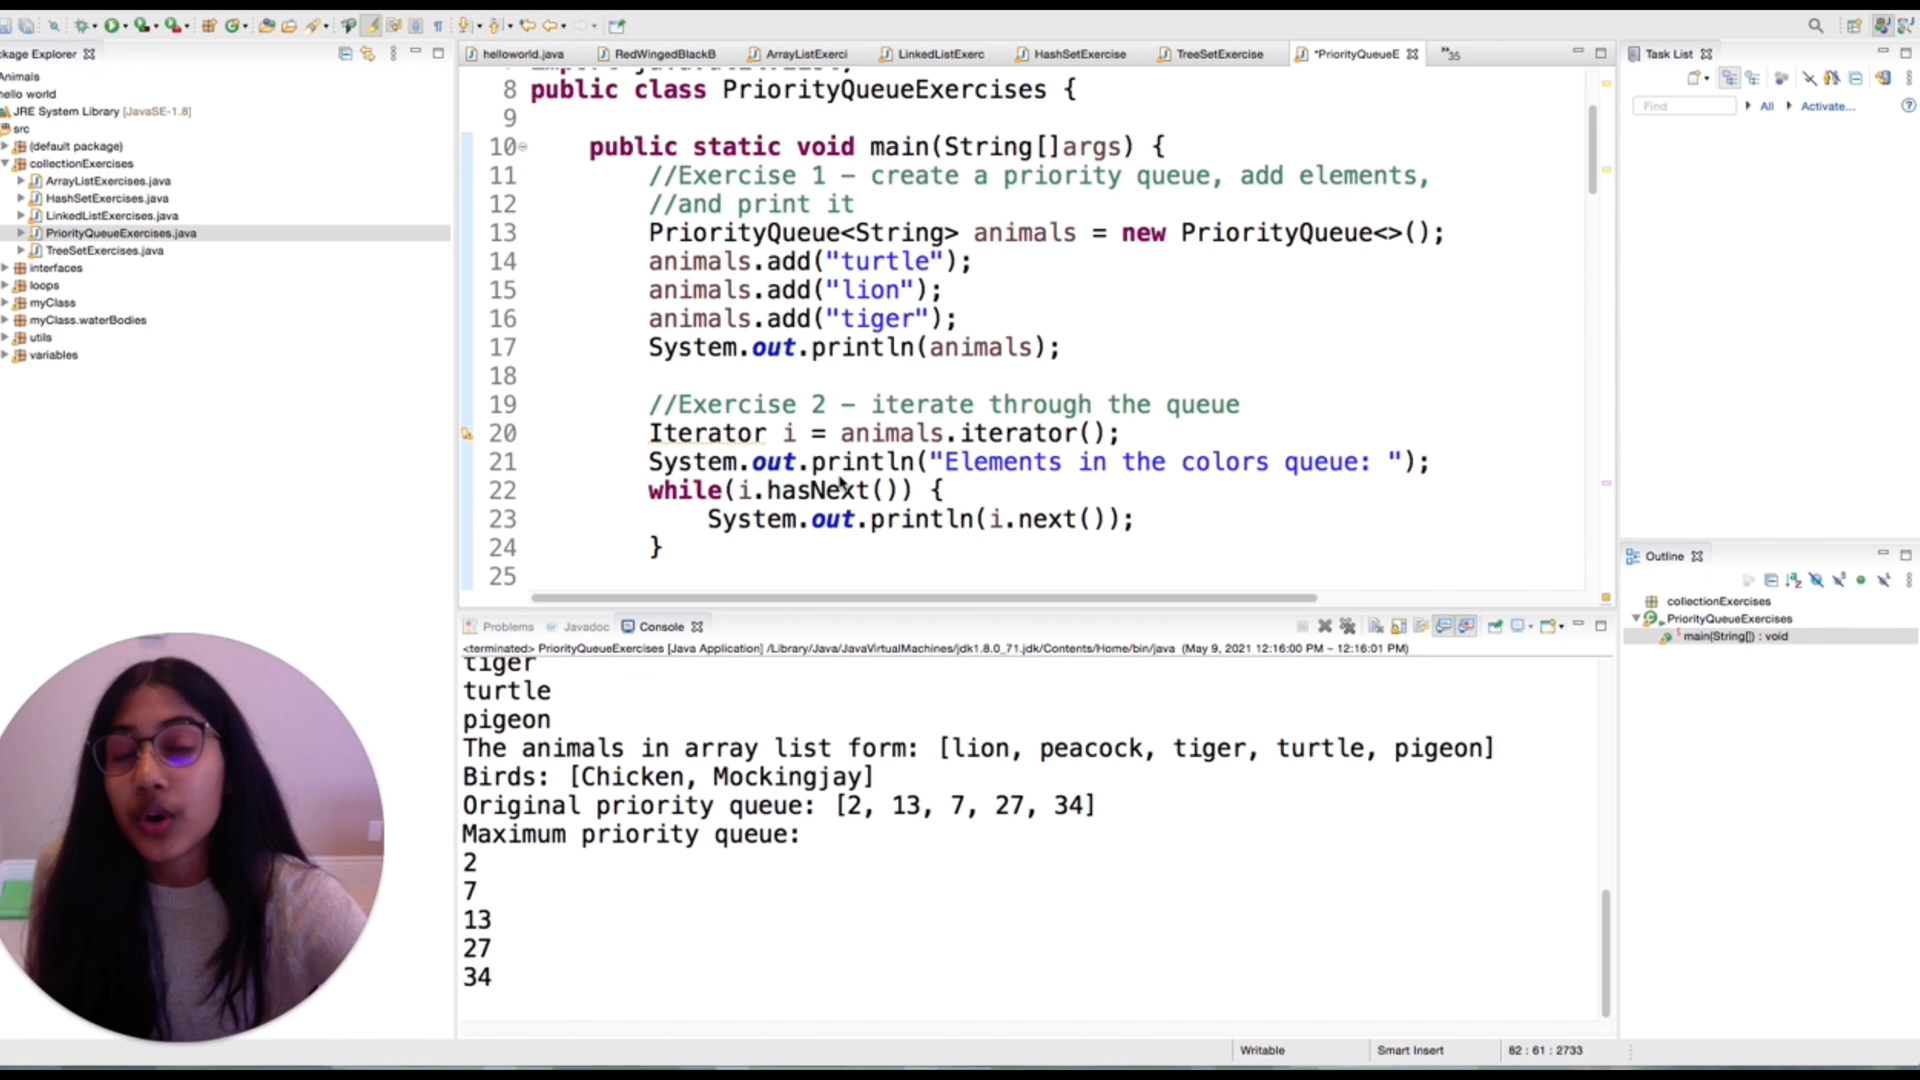 ckage Explorer
helloworld.java
RedWingedBlackB
ArrayListExerci
LinkedListExerc
HashSetExercise
TreeSetExercise
*PriorityQueueE
»35
Task List
Animals
hello world
JRE System Library [JavaSE-1.8]
src
(default package)
collectionExercises
ArrayListExercises.java
HashSetExercises.java
LinkedListExercises.java
PriorityQueueExercises.java
TreeSetExercises.java
interfaces
loops
myClass
myClass.waterBodies
utils
variables
8 public class PriorityQueueExercises {
9
10 public static void main(String[]args) {
11 //Exercise 1 – create a priority queue, add elements,
12 //and print it
13 PriorityQueue<String> animals = new PriorityQueue<>();
14 animals.add("turtle");
15 animals.add("lion");
16 animals.add("tiger");
17 System.out.println(animals);
18
19 //Exercise 2 – iterate through the queue
20 Iterator i = animals.iterator();
21 System.out.println("Elements in the colors queue: ");
22 while(i.hasNext()) {
23 System.out.println(i.next());
24 }
25
Find
All
Activate...
Outline
collectionExercises
PriorityQueueExercises
main(String[]) : void
Problems
Javadoc
Console
<terminated> PriorityQueueExercises [Java Application] /Library/Java/JavaVirtualMachines/jdk1.8.0_71.jdk/Contents/Home/bin/java (May 9, 2021 12:16:00 PM – 12:16:01 PM)
tiger
turtle
pigeon
The animals in array list form: [lion, peacock, tiger, turtle, pigeon]
Birds: [Chicken, Mockingjay]
Original priority queue: [2, 13, 7, 27, 34]
Maximum priority queue:
2
7
13
27
34
Writable
Smart Insert
82 : 61 : 2733